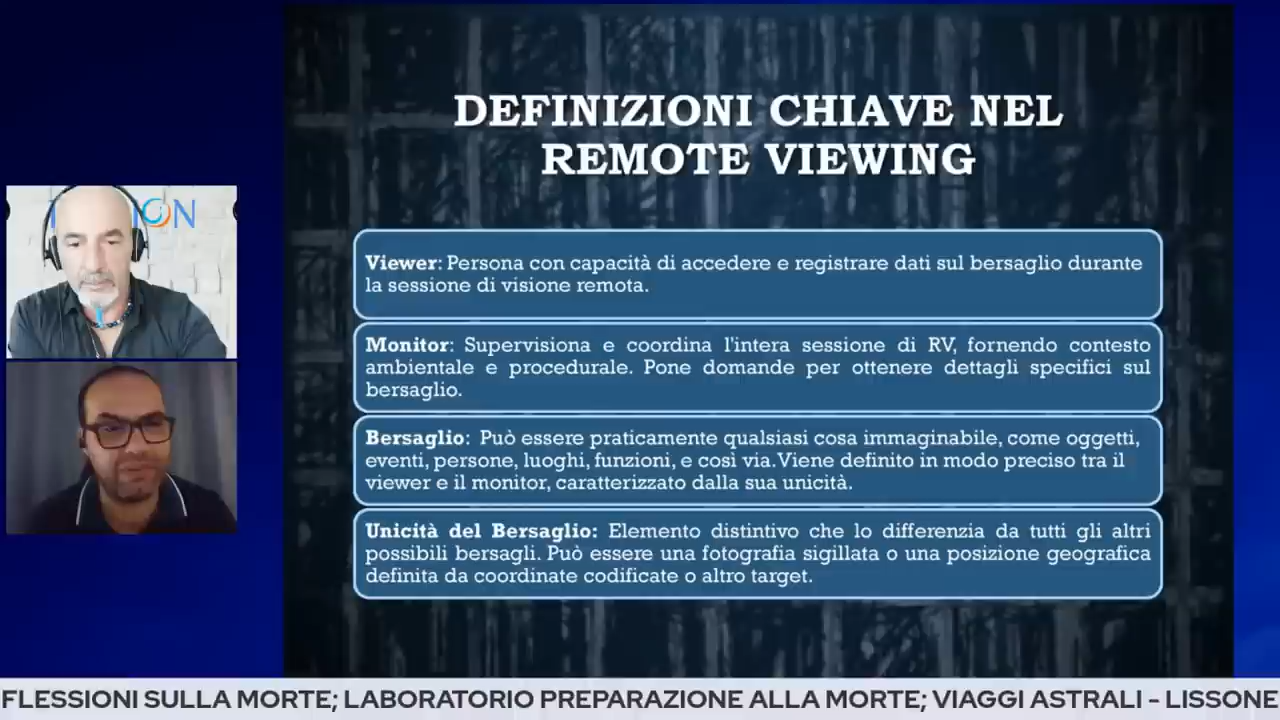 DEFINIZIONI CHIAVE NEL
REMOTE VIEWING
Viewer: Persona con capacità di accedere e registrare dati sul bersaglio durante
la sessione di visione remota.
Monitor: Supervisiona e coordina l'intera sessione di RV, fornendo contesto
ambientale e procedurale. Pone domande per ottenere dettagli specifici sul
bersaglio.
Bersaglio: Può essere praticamente qualsiasi cosa immaginabile, come oggetti,
eventi, persone, luoghi, funzioni, e così via.Viene definito in modo preciso tra il
viewer e il monitor, caratterizzato dalla sua unicità.
Unicità del Bersaglio: Elemento distintivo che lo differenzia da tutti gli altri
possibili bersagli. Può essere una fotografia sigillata o una posizione geografica
definita da coordinate codificate o altro target.
FLESSIONI SULLA MORTE; LABORATORIO PREPARAZIONE ALLA MORTE; VIAGGI ASTRALI - LISSONE